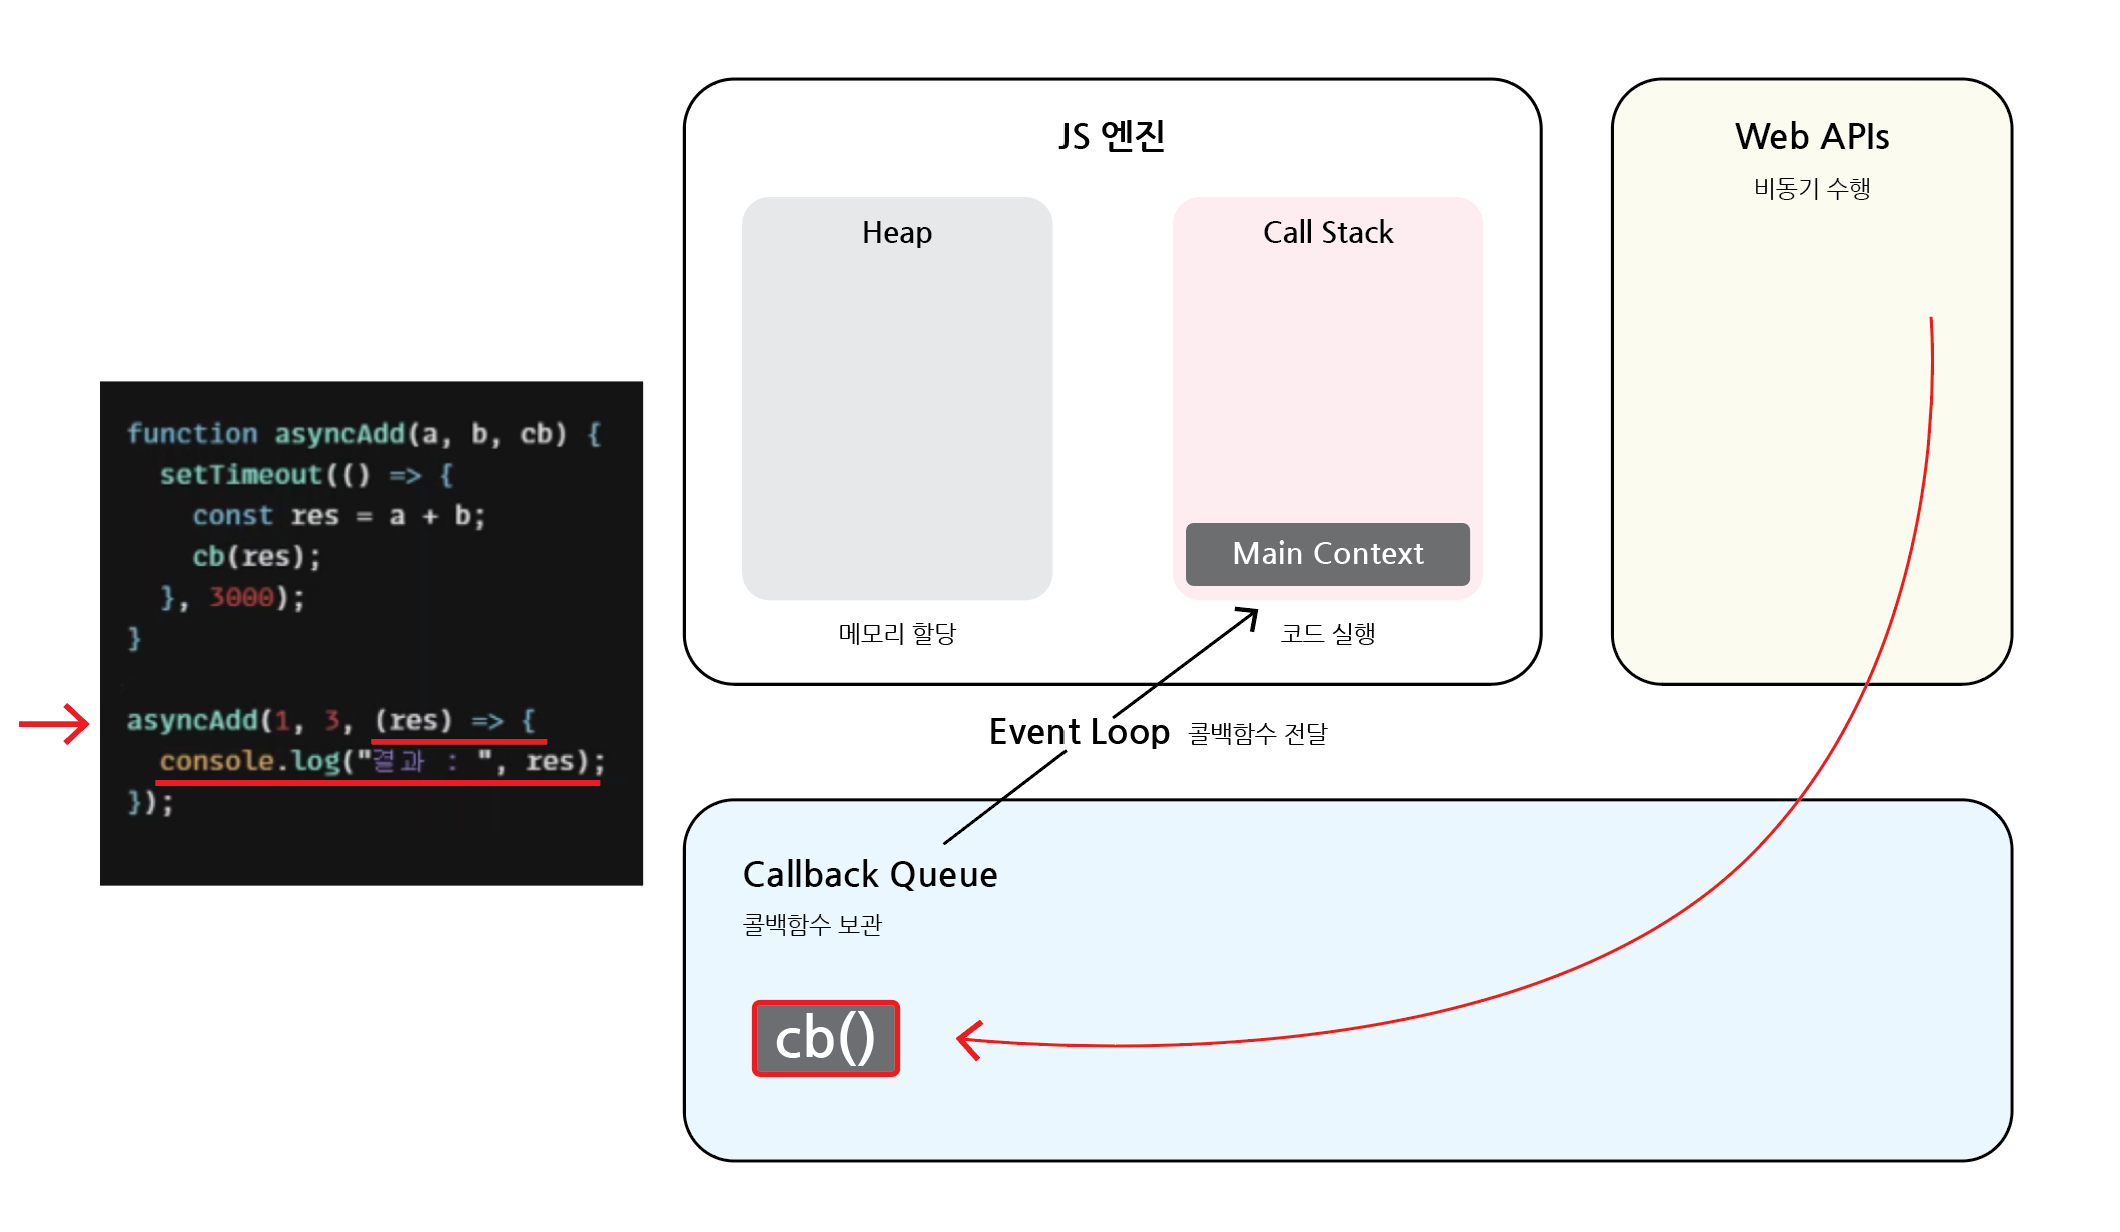 function asyncAdd(a, b, cb) {
  setTimeout(() => {
    const res = a + b;
    cb(res);
  }, 3000);
}
asyncAdd(1, 3, (res) => {
  console.log("결과 : ", res);
});
JS 엔진
Heap
메모리 할당
Call Stack
Main Context
코드 실행
Web APIs
비동기 수행
Event Loop 콜백함수 전달
Callback Queue
콜백함수 보관
cb()